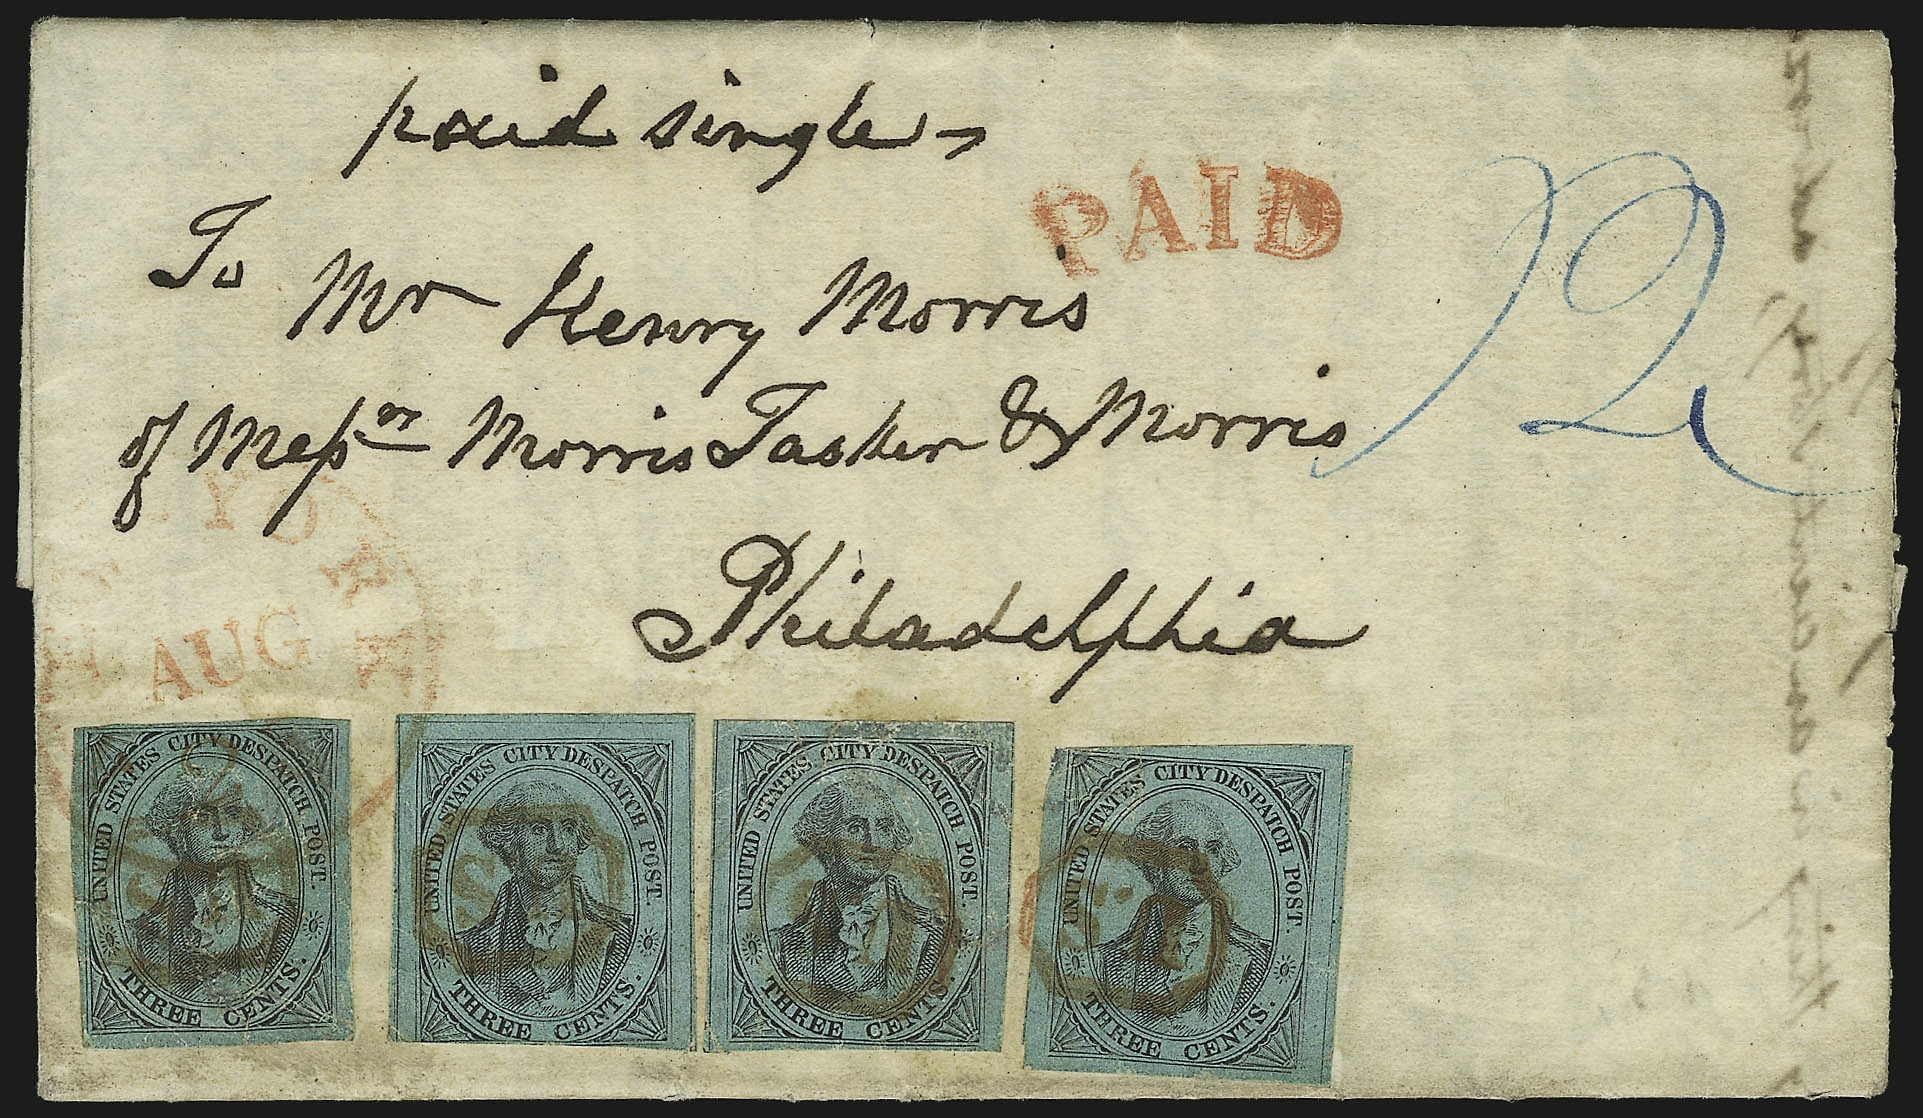 paid single
PAID
12
To Mr Henry Morris
of Messrs Morris Tasker & Morris
Philadelphia
YORK
AUG
UNITED STATES CITY DESPATCH POST.
THREE CENTS.
UNITED STATES CITY DESPATCH POST.
THREE CENTS.
UNITED STATES CITY DESPATCH POST.
THREE CENTS.
UNITED STATES CITY DESPATCH POST.
THREE CENTS.